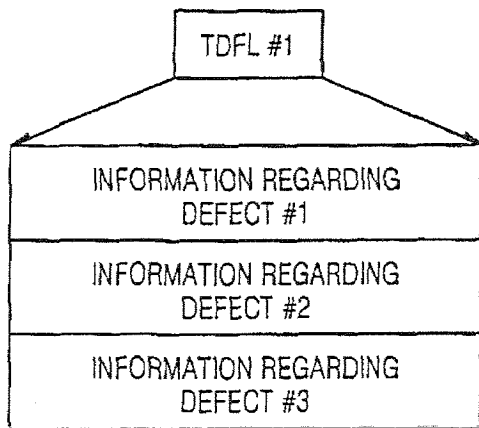 TDFL #1
INFORMATION REGARDING
DEFECT #1
INFORMATION REGARDING
DEFECT #2
INFORMATION REGARDING
DEFECT #3